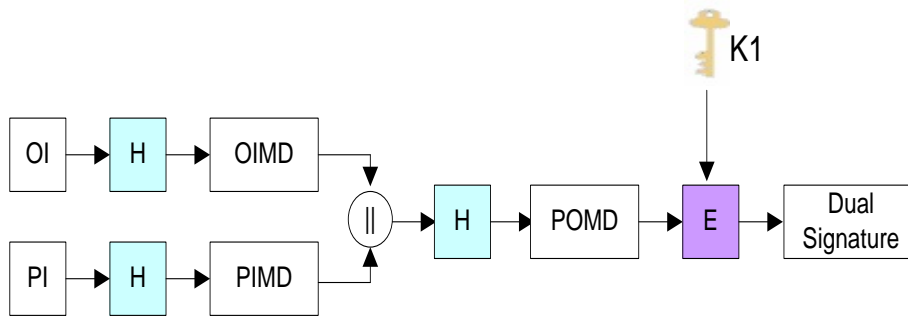 K1
OI
H
OIMD
||
H
POMD
E
Dual
Signature
PI
H
PIMD